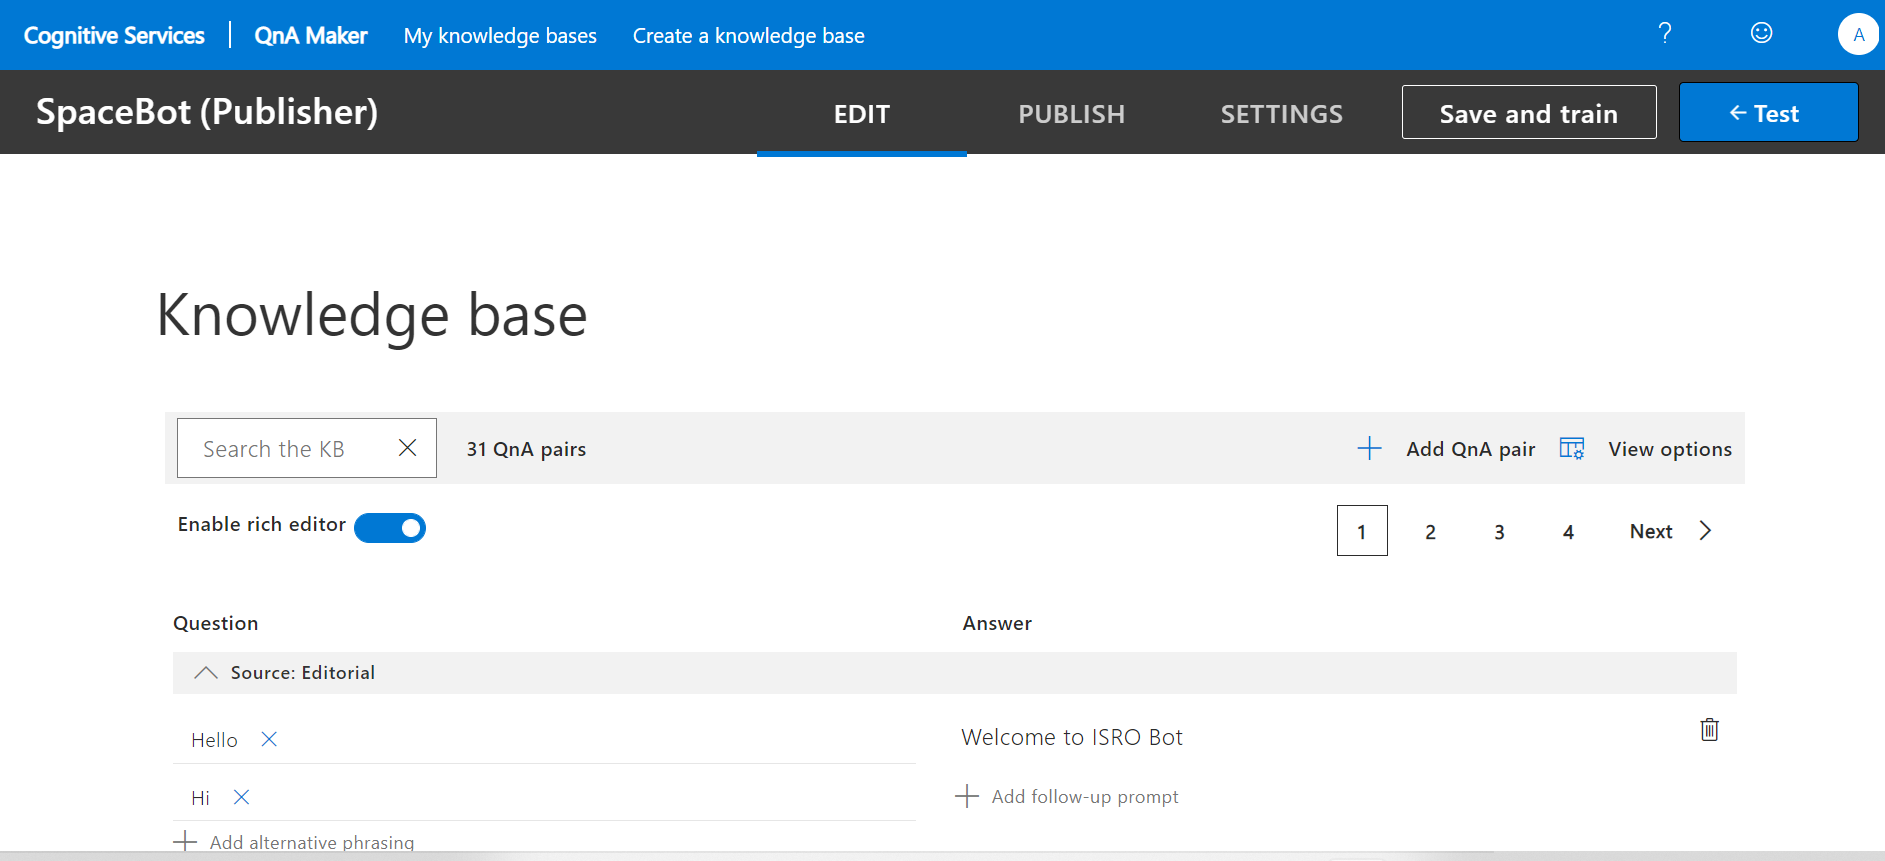 Cognitive Services | QnA Maker My knowledge bases Create a knowledge base ? A
SpaceBot (Publisher) EDIT PUBLISH SETTINGS Save and train ← Test
Knowledge base
Search the KB 31 QnA pairs Add QnA pair View options
Enable rich editor 1 2 3 4 Next
Question Answer
Source: Editorial
Hello Welcome to ISRO Bot
Hi Add follow-up prompt
Add alternative phrasing